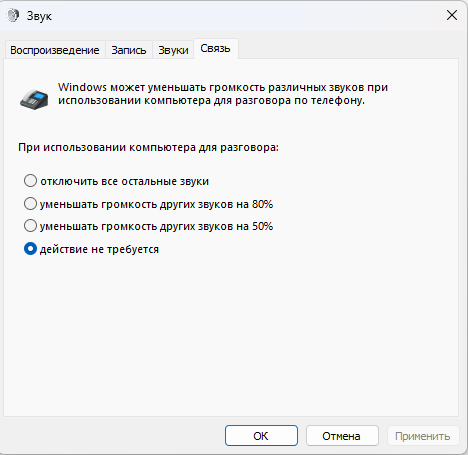 Звук
Воспроизведение Запись Звуки Связь
Windows может уменьшать громкость различных звуков при
использовании компьютера для разговора по телефону.
При использовании компьютера для разговора:
отключить все остальные звуки
уменьшать громкость других звуков на 80%
уменьшать громкость других звуков на 50%
действие не требуется
ОК Отмена Применить